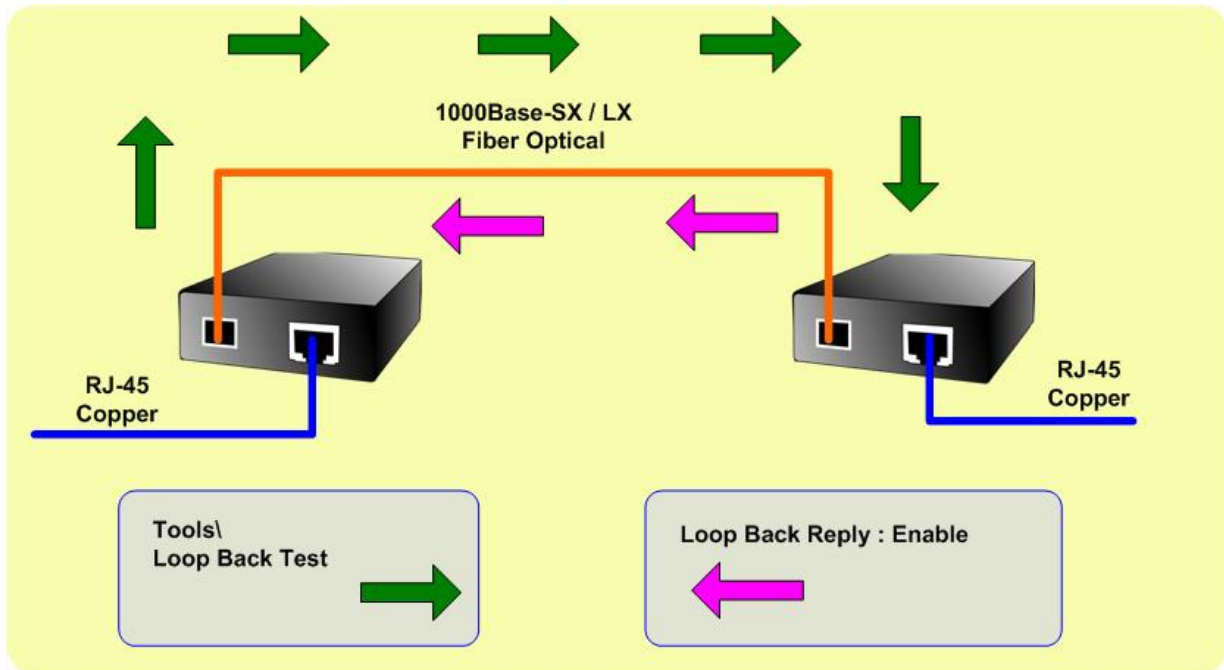 1000Base-SX / LX
Fiber Optical
RJ-45
Copper
RJ-45
Copper
Tools\
Loop Back Test
Loop Back Reply : Enable